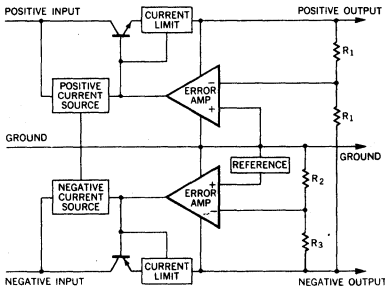 POSITIVE INPUT
CURRENT
LIMIT
POSITIVE OUTPUT
R1
POSITIVE
CURRENT
SOURCE
−
ERROR
AMP
+
R1
GROUND
GROUND
REFERENCE
NEGATIVE
CURRENT
SOURCE
+
ERROR
AMP
−
R2
R3
NEGATIVE INPUT
CURRENT
LIMIT
NEGATIVE OUTPUT